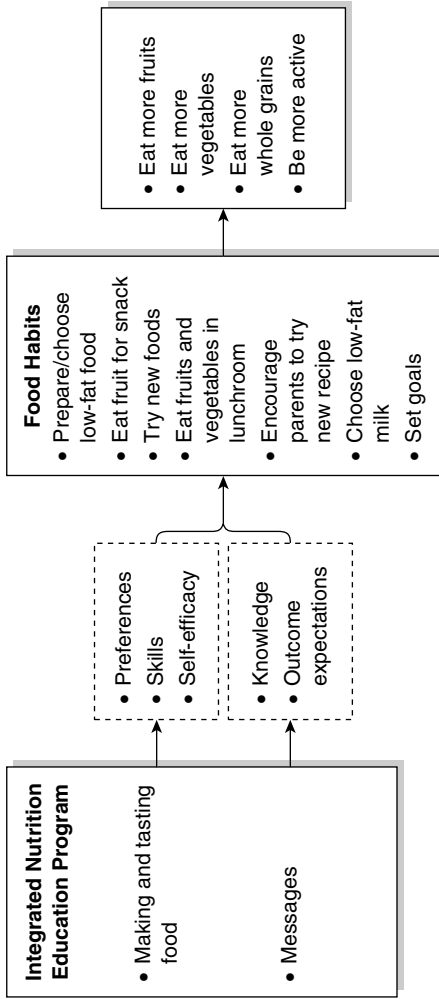 Integrated Nutrition
Education Program
• Making and tasting
food
• Messages
• Preferences
• Skills
• Self-efficacy
• Knowledge
• Outcome
expectations
Food Habits
• Prepare/choose
low-fat food
• Eat fruit for snack
• Try new foods
• Eat fruits and
vegetables in
lunchroom
• Encourage
parents to try
new recipe
• Choose low-fat
milk
• Set goals
• Eat more fruits
• Eat more
vegetables
• Eat more
whole grains
• Be more active